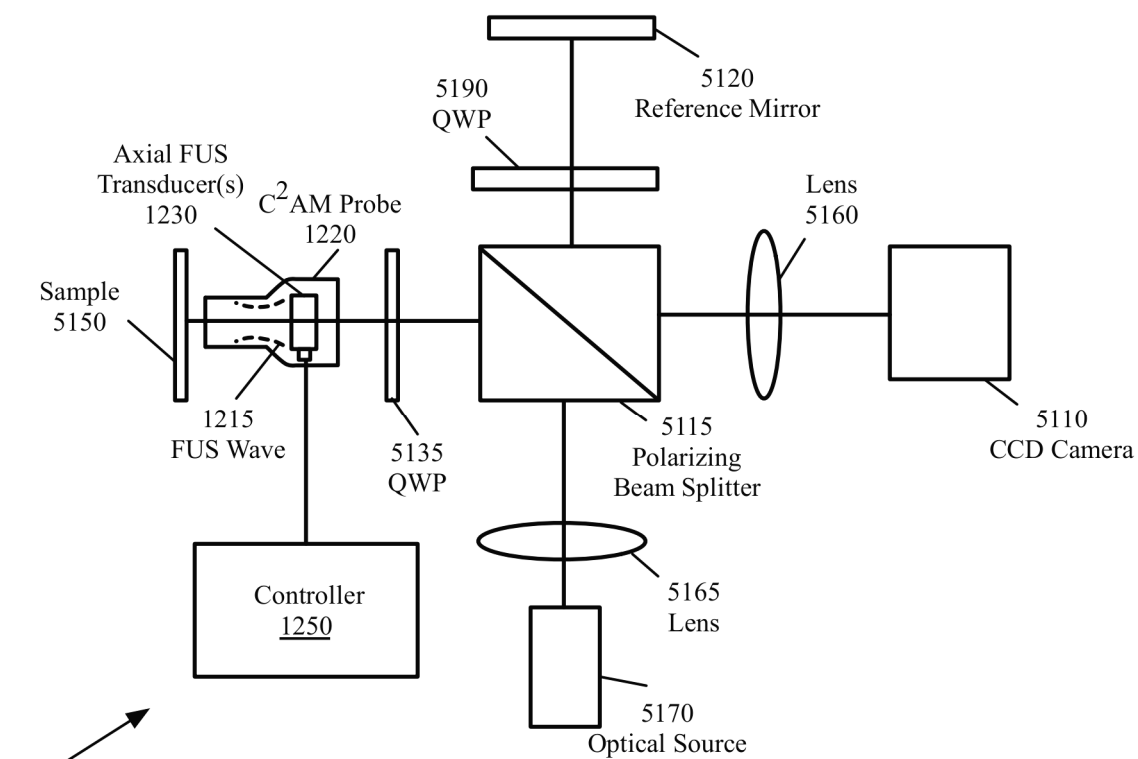 5120
Reference Mirror
5190
QWP
Axial FUS
Transducer(s)
1230
C²AM Probe
1220
Lens
5160
Sample
5150
1215
FUS Wave
5135
QWP
5115
Polarizing
Beam Splitter
5110
CCD Camera
Controller
1250
5165
Lens
5170
Optical Source